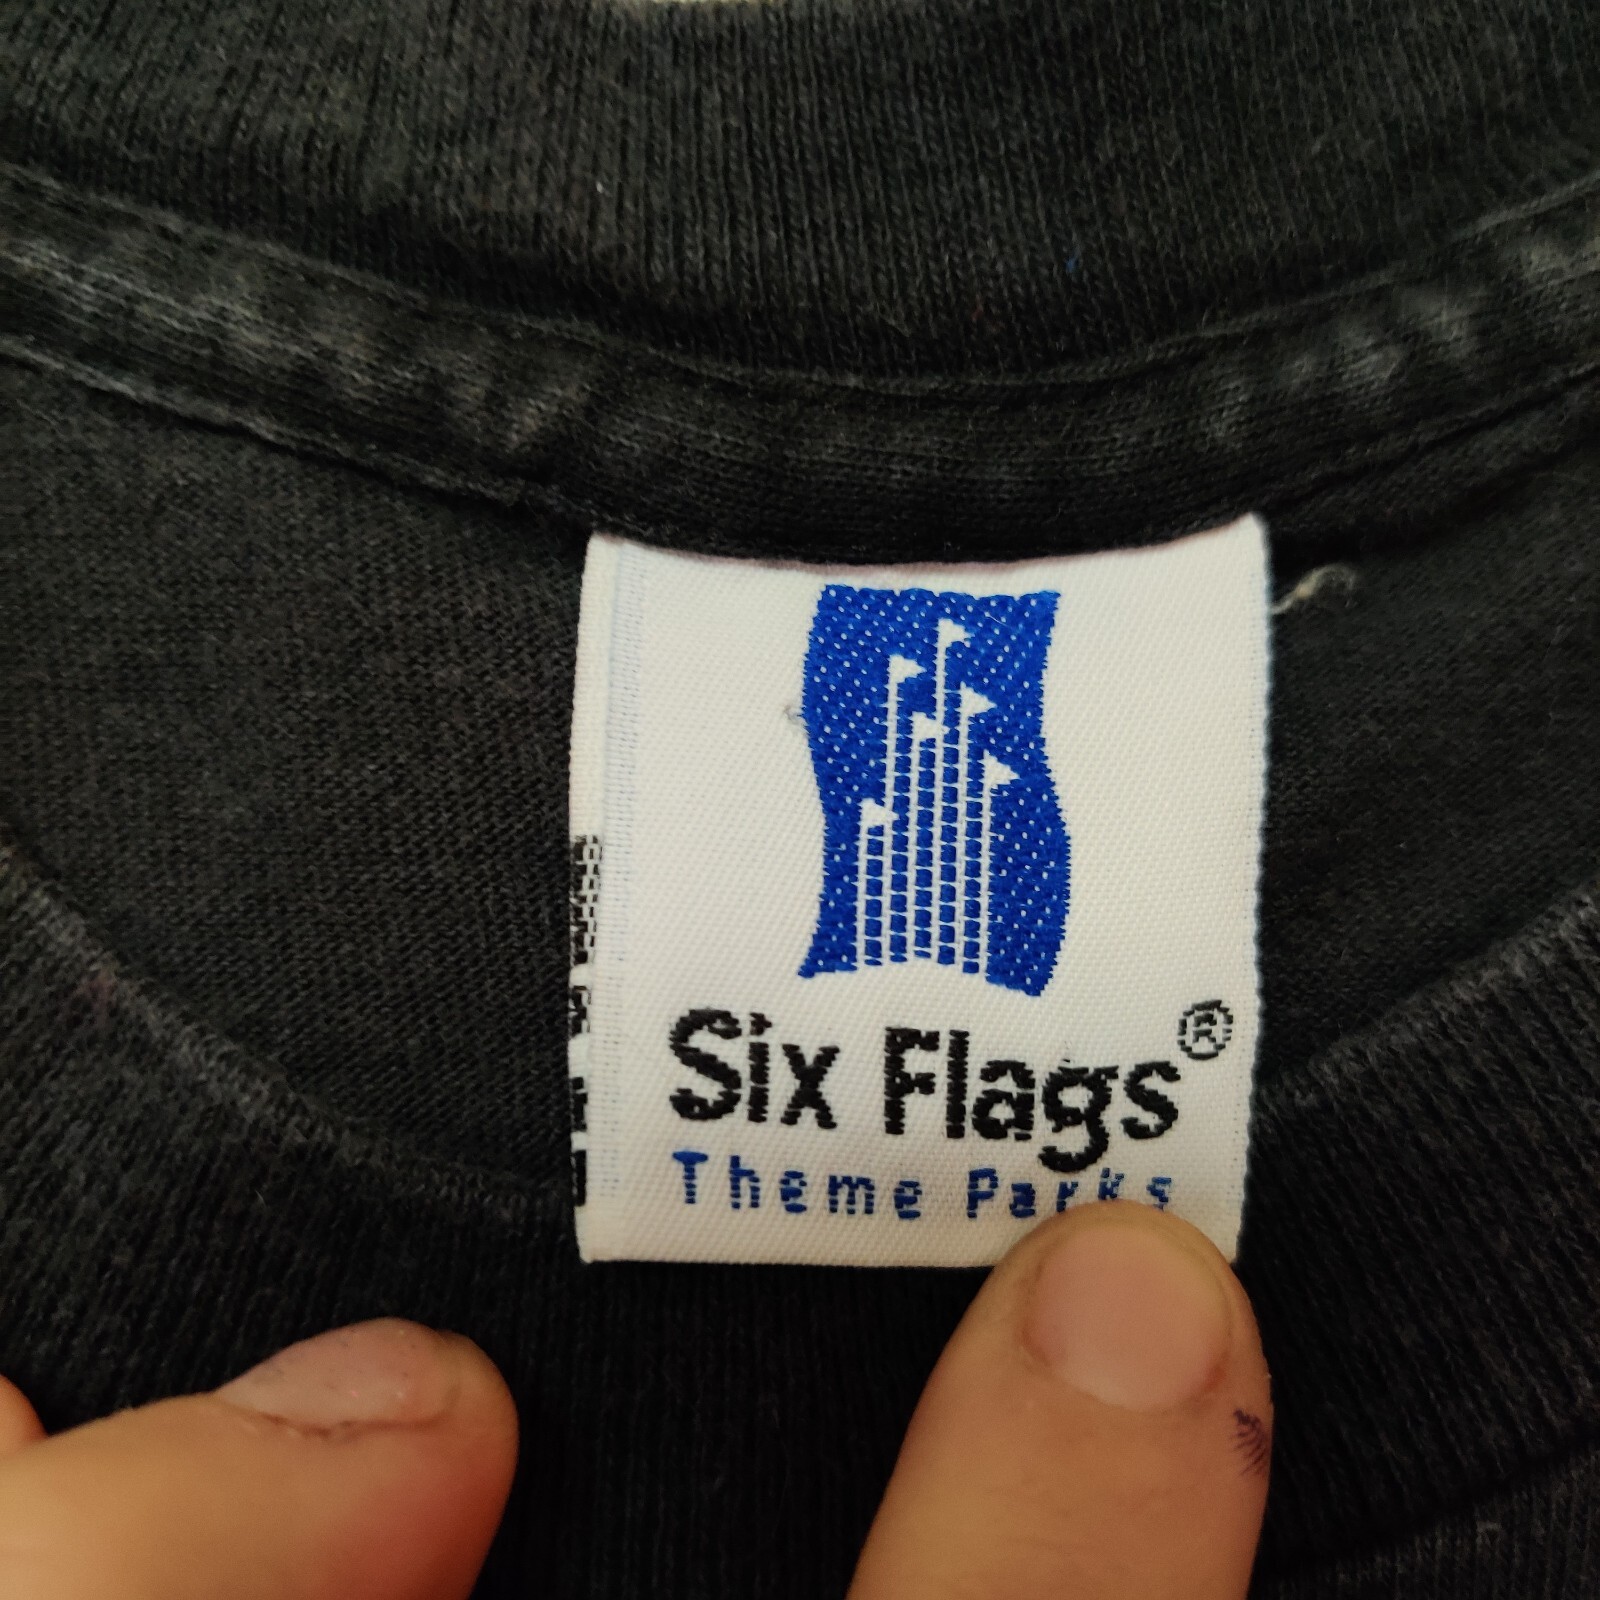 Six Flags®
Theme Parks